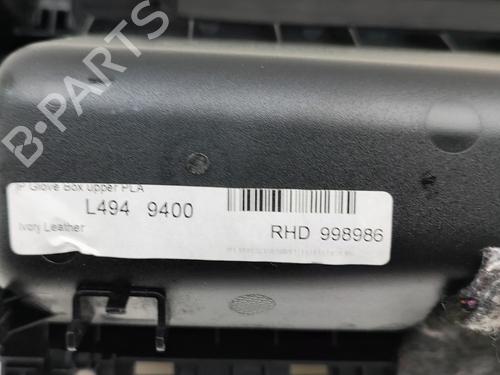 B-PARTS
IP Glove Box upper PLA
L494 9400
Ivory Leather
RHD 998986